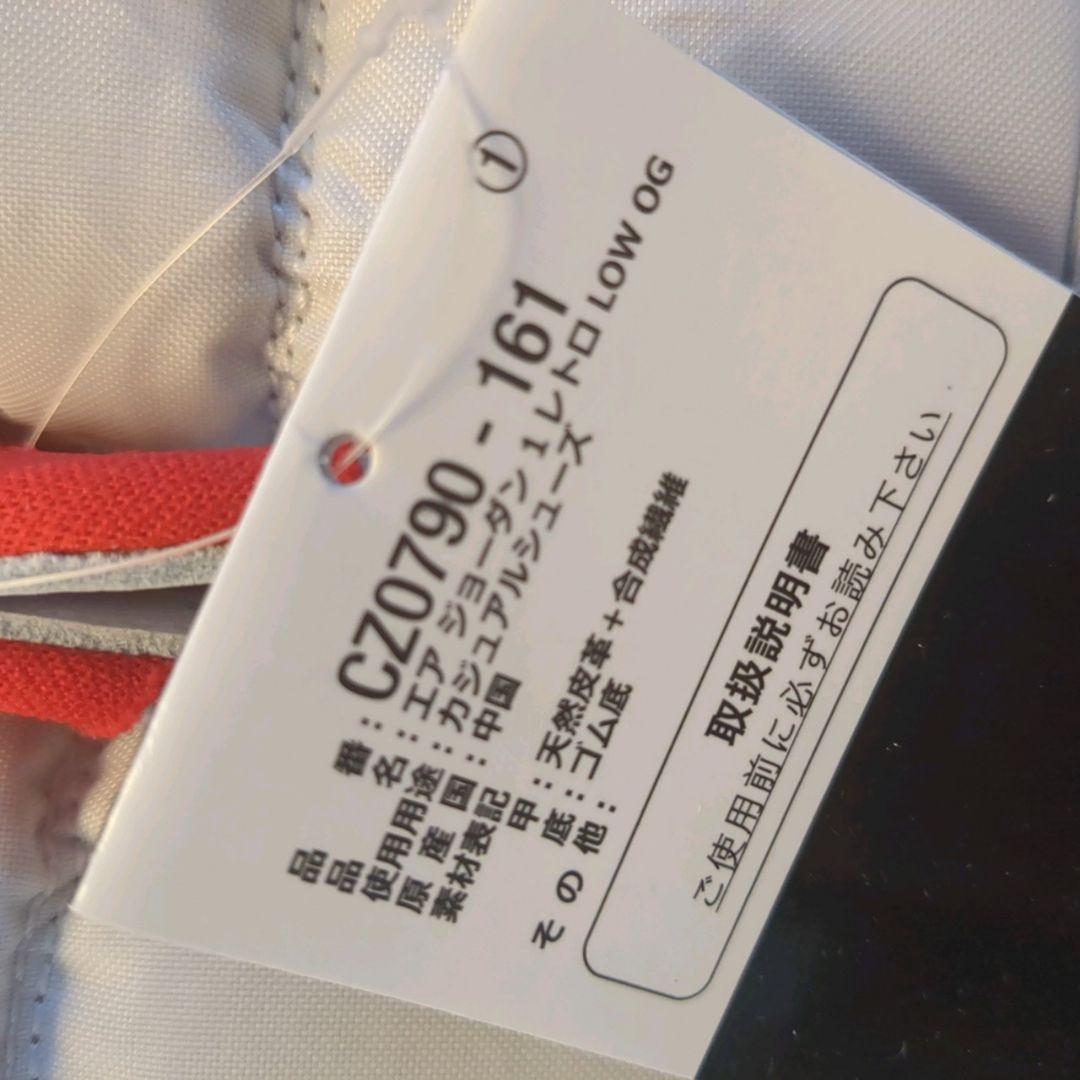 ①
品 番 : CZ0790 - 161
品 名 : エア ジョーダン 1 レトロ LOW OG
使用用途 : カジュアルシューズ
原 産 国 : 中国
素材表記
甲 : 天然皮革+合成繊維
底 : ゴム底
そ の 他 :
取扱説明書
ご使用前に必ずお読み下さい